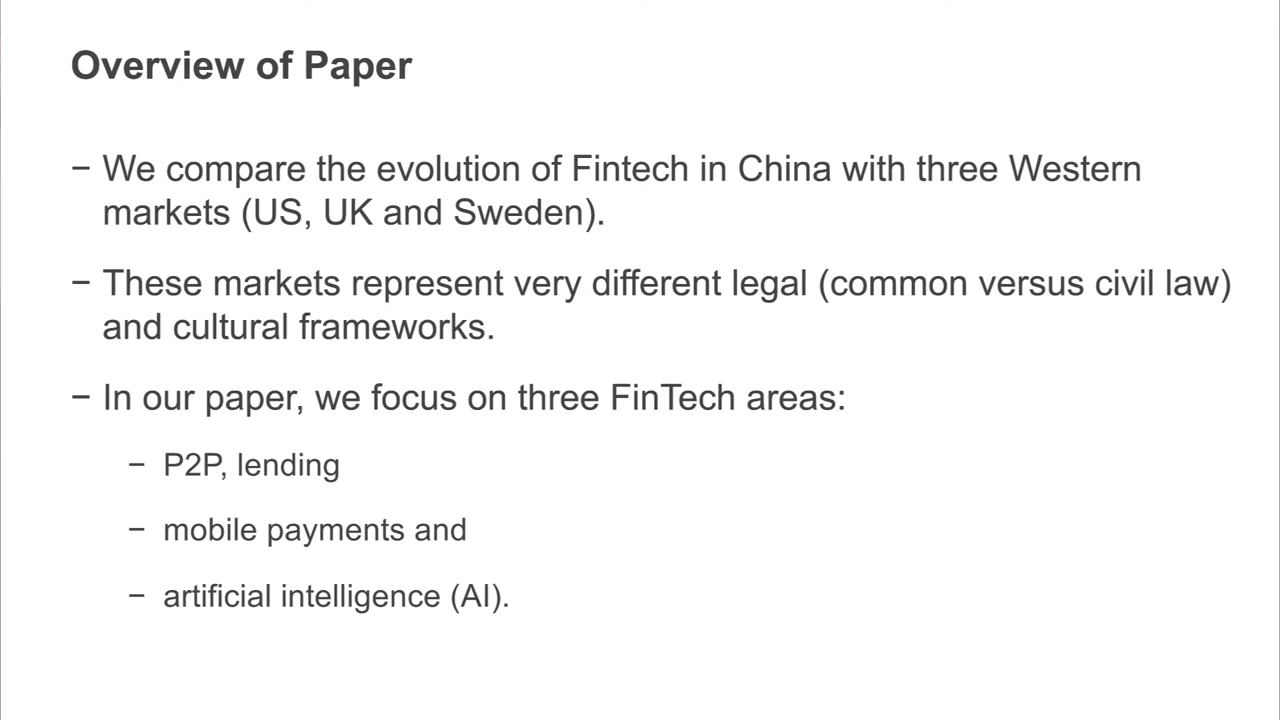 Overview of Paper
− We compare the evolution of Fintech in China with three Western
markets (US, UK and Sweden).
− These markets represent very different legal (common versus civil law)
and cultural frameworks.
− In our paper, we focus on three FinTech areas:
− P2P, lending
− mobile payments and
− artificial intelligence (AI).